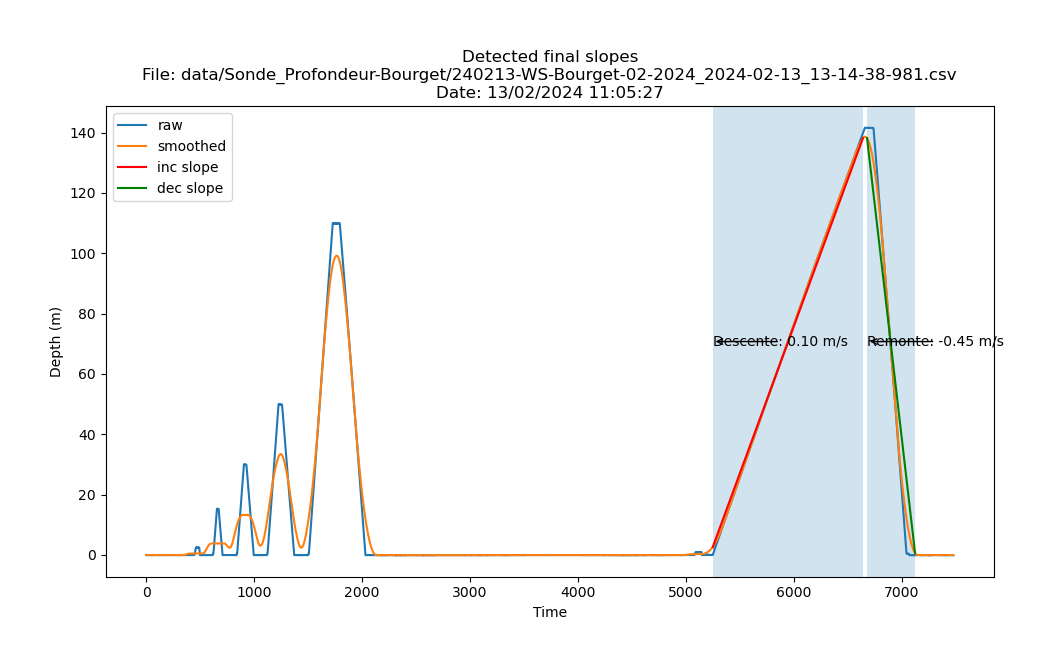 Detected final slopes
File: data/Sonde_Profondeur-Bourget/240213-WS-Bourget-02-2024_2024-02-13_13-14-38-981.csv
Date: 13/02/2024 11:05:27
raw
smoothed
inc slope
dec slope
Depth (m)
140
120
100
80
60
40
20
0
Descente: 0.10 m/s
Remonte: -0.45 m/s
0 1000 2000 3000 4000 5000 6000 7000
Time